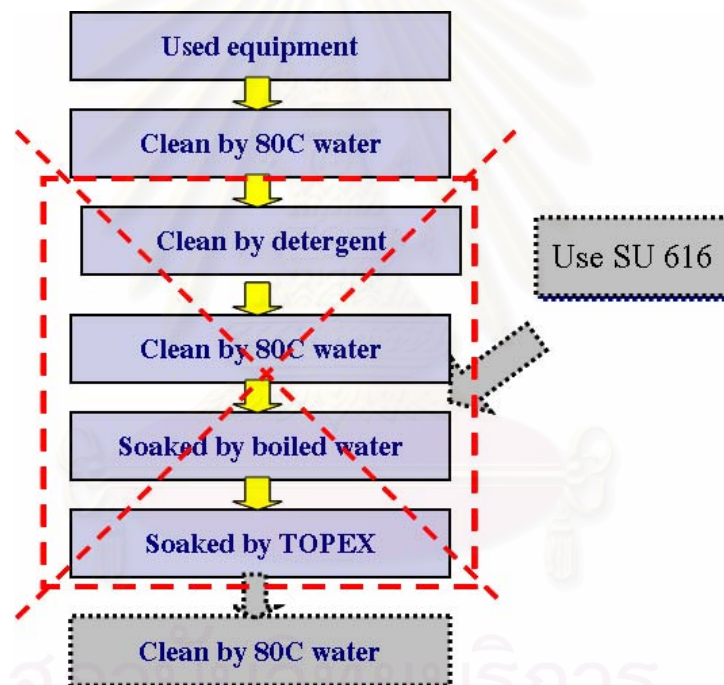 Used equipment
Clean by 80C water
Clean by detergent
Use SU 616
Clean by 80C water
Soaked by boiled water
Soaked by TOPEX
Clean by 80C water